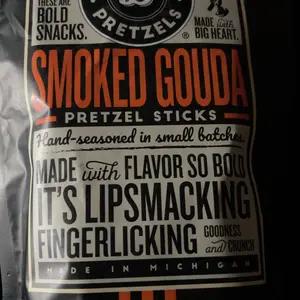 THESE ARE
BOLD
SNACKS.
PRETZELS
®
MADE with
BIG HEART.
SMOKED GOUDA
PRETZEL STICKS
Hand-seasoned in small batches.
MADE with FLAVOR SO BOLD
IT'S LIPSMACKING
FINGERLICKING
GOODNESS
and CRUNCH
MADE IN MICHIGAN